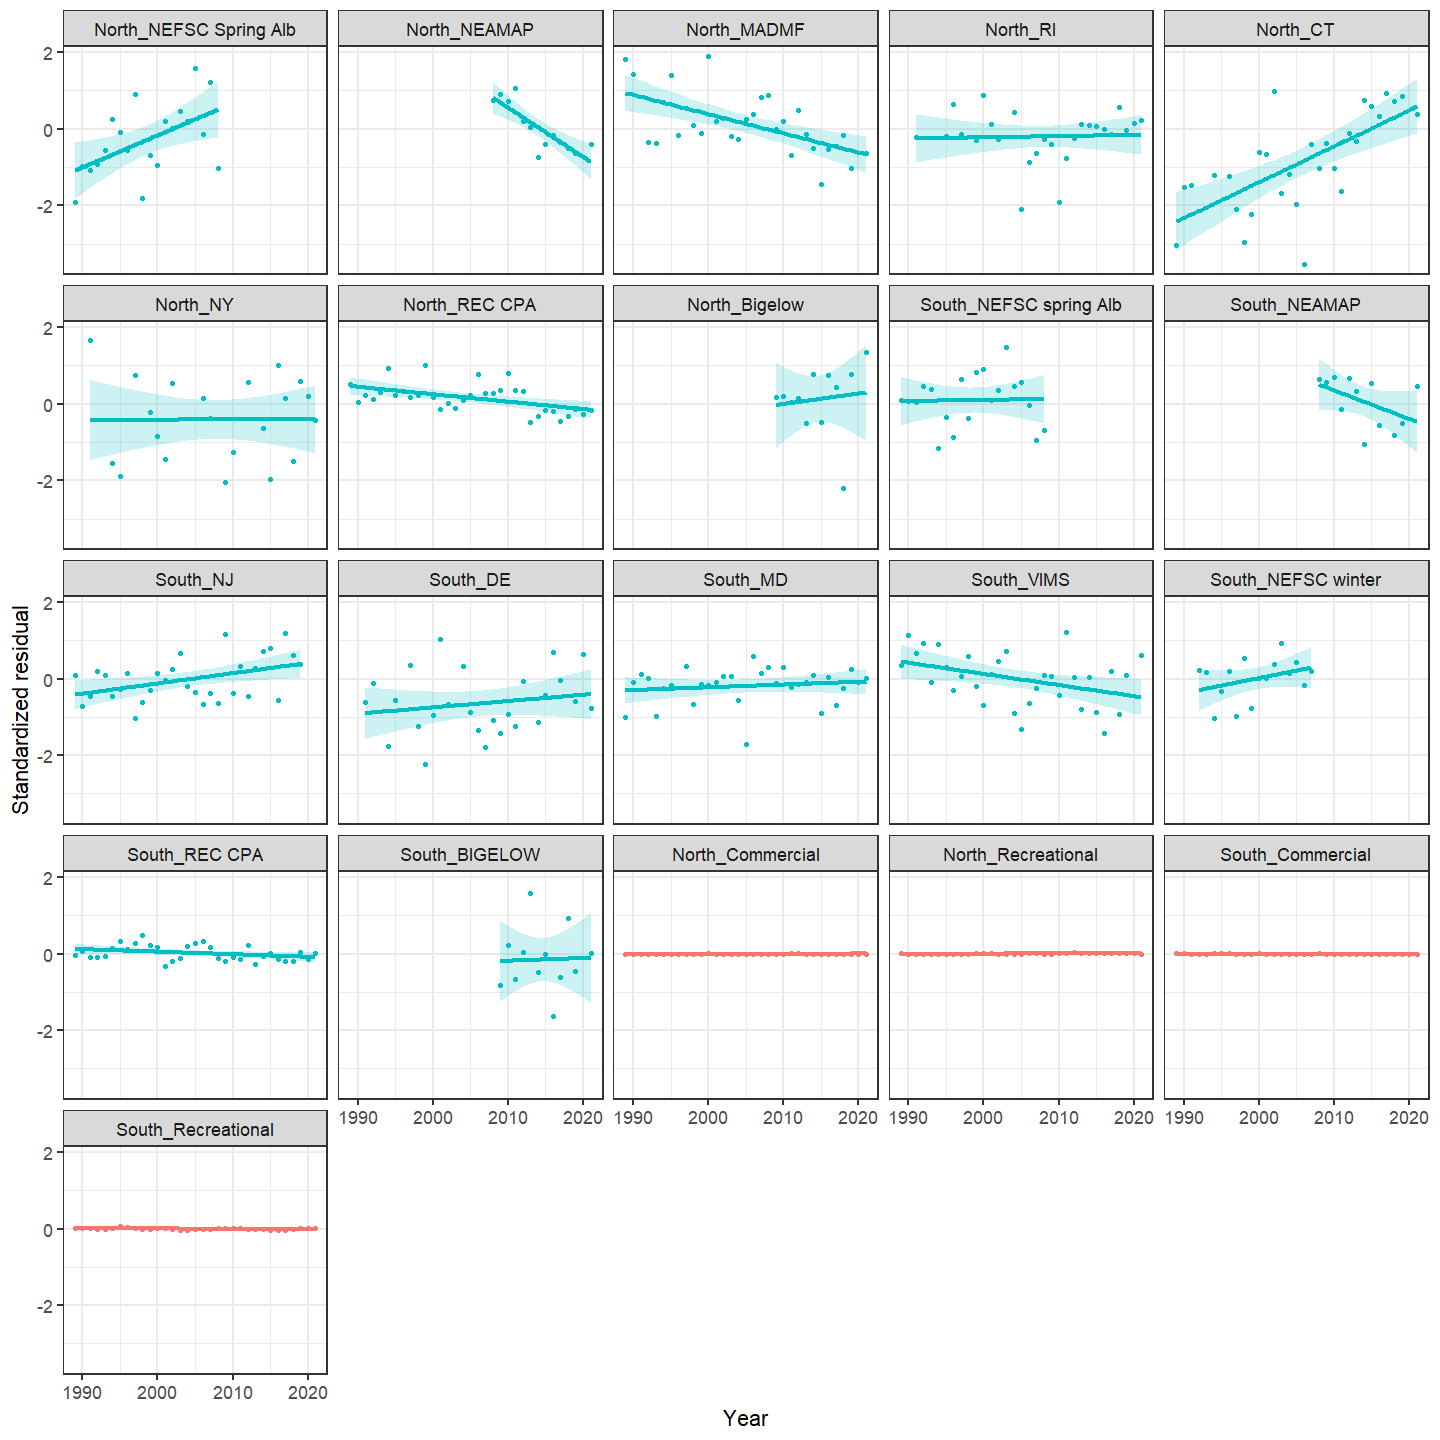 North_NEFSC Spring Alb
North_NEAMAP
North_MADMF
North_RI
North_CT
2
0
-2
North_NY
North_REC CPA
North_Bigelow
South_NEFSC spring Alb
South_NEAMAP
2
0
-2
South_NJ
South_DE
South_MD
South_VIMS
South_NEFSC winter
2
0
-2
Standardized residual
South_REC CPA
South_BIGELOW
North_Commercial
North_Recreational
South_Commercial
2
0
-2
1990 2000 2010 2020
1990 2000 2010 2020
1990 2000 2010 2020
1990 2000 2010 2020
South_Recreational
2
0
-2
1990 2000 2010 2020
Year